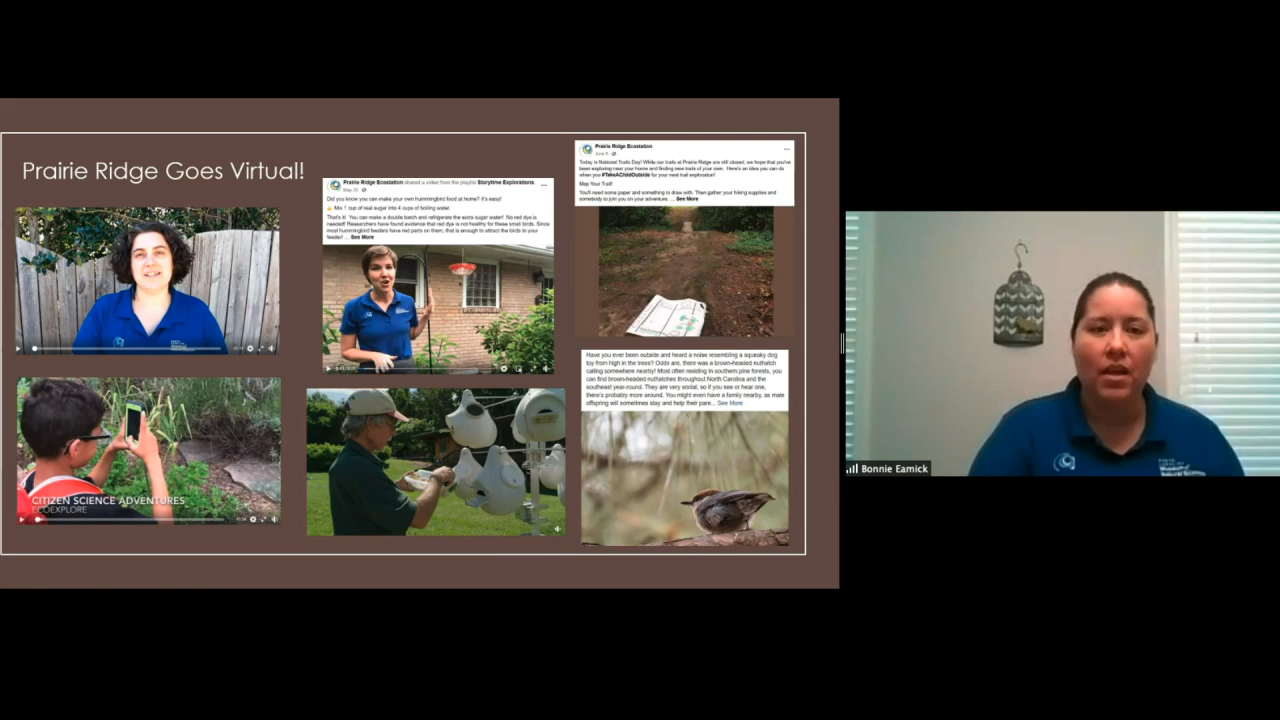 Prairie Ridge Goes Virtual!
CITIZEN SCIENCE ADVENTURES
ECOEXPLORE
Prairie Ridge Ecostation shared a video from the playlist Storytime Explorations.
Did you know you can make your own hummingbird food at home? It's easy!
Mix 1 cup of real sugar into 4 cups of boiling water.
That's it! You can make a double batch and refrigerate the extra sugar water! No red dye is
needed! Researchers have found evidence that red dye is not healthy for these small birds. Since
most hummingbird feeders have red parts on them, that is enough to attract the birds to your
feeder! ... See More
Prairie Ridge Ecostation
Today is National Trails Day! While our trails at Prairie Ridge are still closed, we hope that you've
been exploring near your home and finding new trails of your own. Here's an idea you can do
when you #TakeAChildOutside for your next trail exploration!
Map Your Trail!
You'll need some paper and something to draw with. Then gather your hiking supplies and
somebody to join you on your adventure. ... See More
Have you ever been outside and heard a noise resembling a squeaky dog
toy from high in the trees? Odds are, there was a brown-headed nuthatch
calling somewhere nearby! Most often residing in southern pine forests, you
can find brown-headed nuthatches throughout North Carolina and the
southeast year-round. They are very social, so if you see or hear one,
there's probably more around. You might even have a family nearby, as male
offspring will sometimes stay and help their pare... See More
Bonnie Eamick